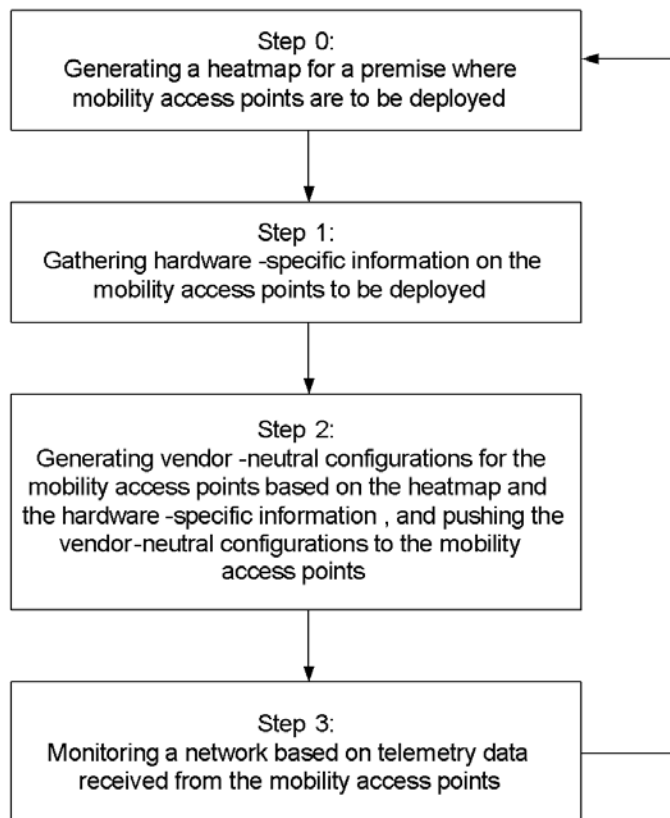 Step 0:
Generating a heatmap for a premise where
mobility access points are to be deployed
Step 1:
Gathering hardware -specific information on the
mobility access points to be deployed
Step 2:
Generating vendor -neutral configurations for the
mobility access points based on the heatmap and
the hardware -specific information , and pushing the
vendor-neutral configurations to the mobility
access points
Step 3:
Monitoring a network based on telemetry data
received from the mobility access points